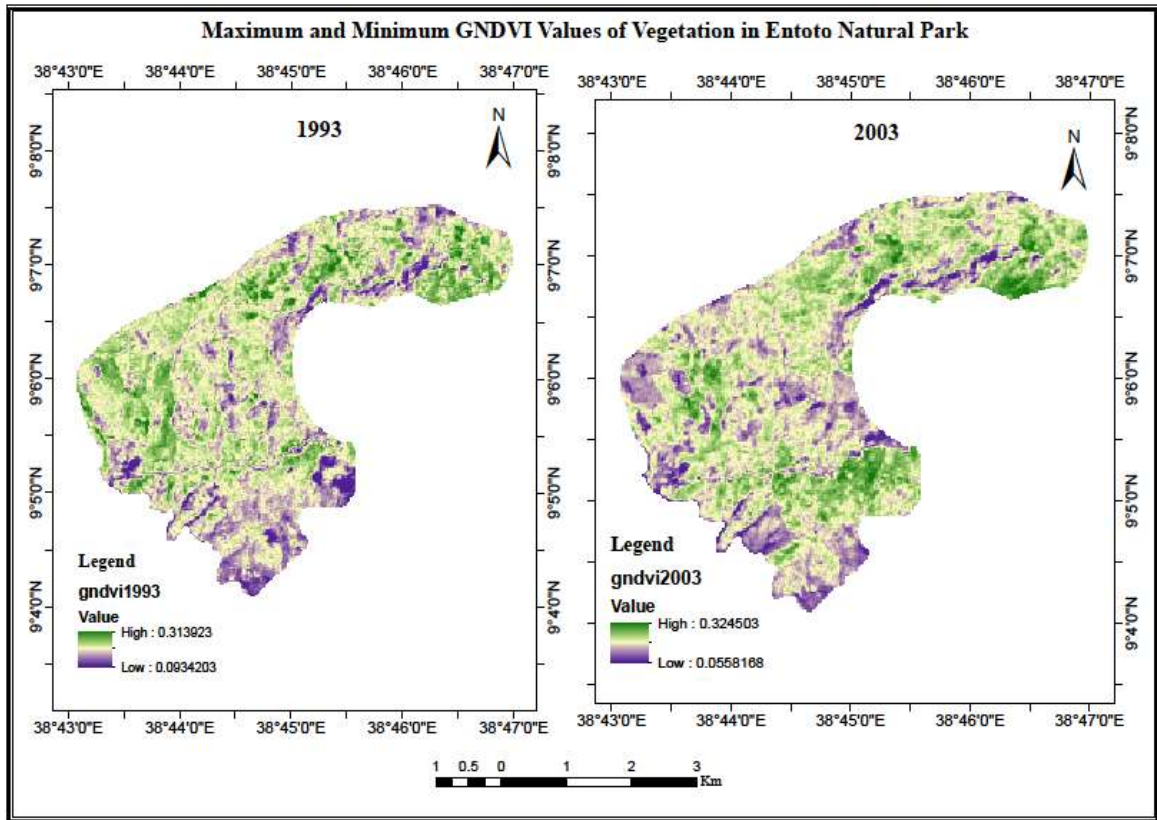 Maximum and Minimum GNDVI Values of Vegetation in Entoto Natural Park
38°43'0"E 38°44'0"E 38°45'0"E 38°46'0"E 38°47'0"E
38°43'0"E 38°44'0"E 38°45'0"E 38°46'0"E 38°47'0"E
1993
N
2003
N
9°8'0"N
9°7'0"N
9°6'0"N
9°5'0"N
9°4'0"N
9°8'0"N
9°7'0"N
9°6'0"N
9°5'0"N
9°4'0"N
9°8'0"N
9°7'0"N
9°6'0"N
9°5'0"N
9°4'0"N
Legend
gndvi1993
Value
High : 0.313923
Low : 0.0934203
Legend
gndvi2003
Value
High : 0.324503
Low : 0.0558168
38°43'0"E 38°44'0"E 38°45'0"E 38°46'0"E 38°47'0"E
38°43'0"E 38°44'0"E 38°45'0"E 38°46'0"E 38°47'0"E
1 0.5 0 1 2 3
Km